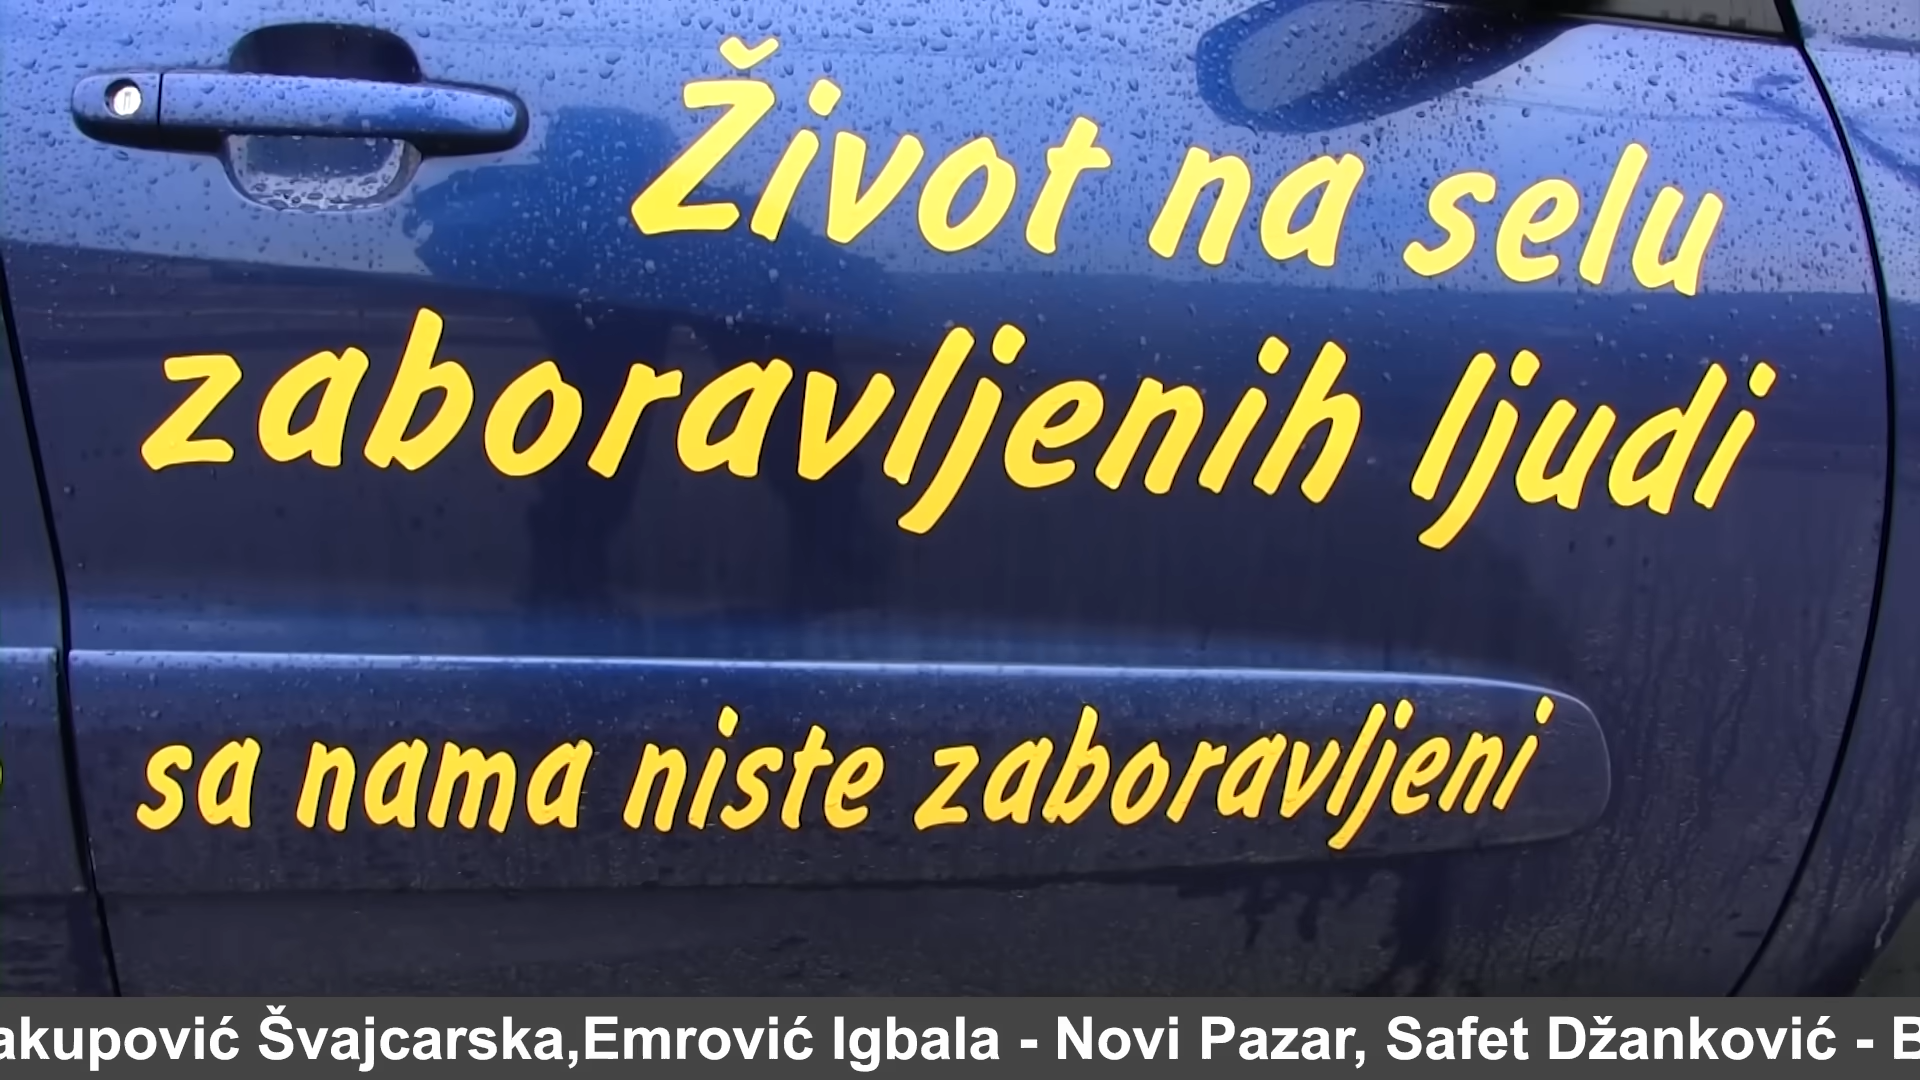 Život na selu
zaboravljenih ljudi
sa nama niste zaboravljeni
akupović Švajcarska,Emrović Igbala - Novi Pazar, Safet Džanković - B